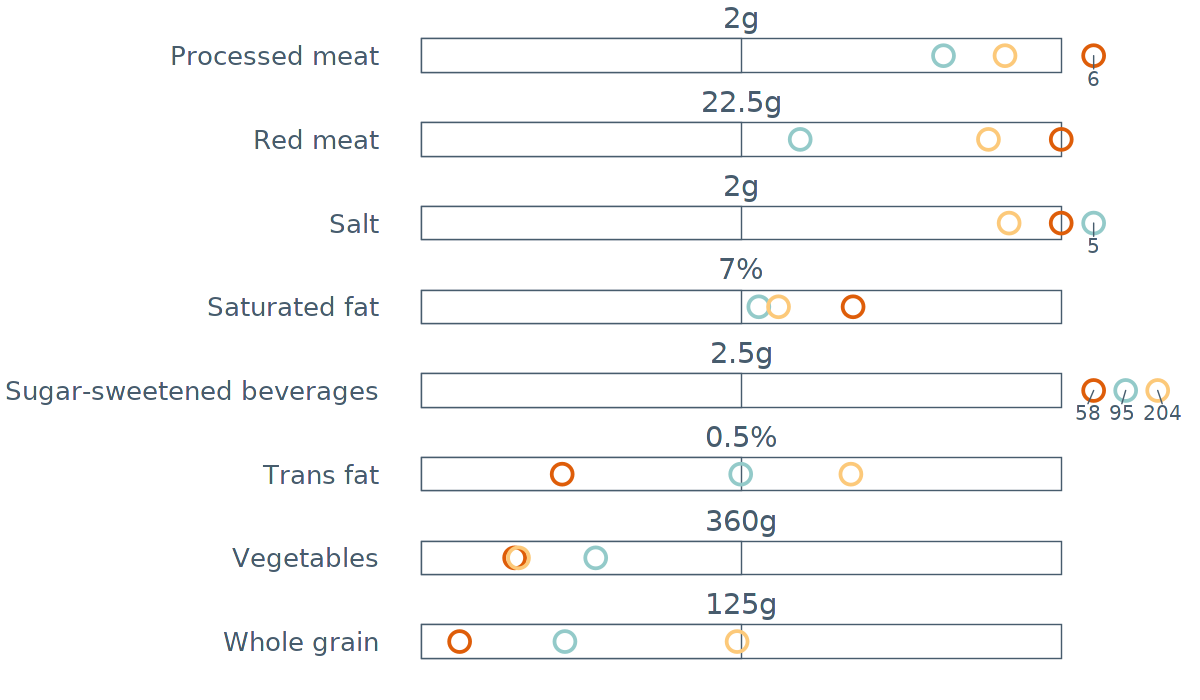 2g
Processed meat
6
22.5g
Red meat
2g
Salt
5
7%
Saturated fat
2.5g
Sugar-sweetened beverages
58 95 204
0.5%
Trans fat
360g
Vegetables
125g
Whole grain